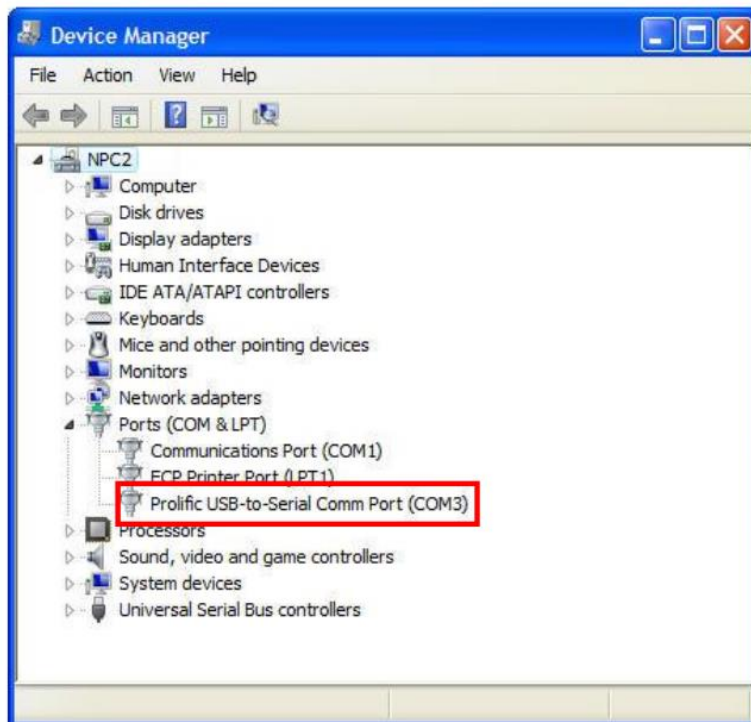 Device Manager
File Action View Help
NPC2
Computer
Disk drives
Display adapters
Human Interface Devices
IDE ATA/ATAPI controllers
Keyboards
Mice and other pointing devices
Monitors
Network adapters
Ports (COM & LPT)
Communications Port (COM1)
ECP Printer Port (LPT1)
Prolific USB-to-Serial Comm Port (COM3)
Processors
Sound, video and game controllers
System devices
Universal Serial Bus controllers